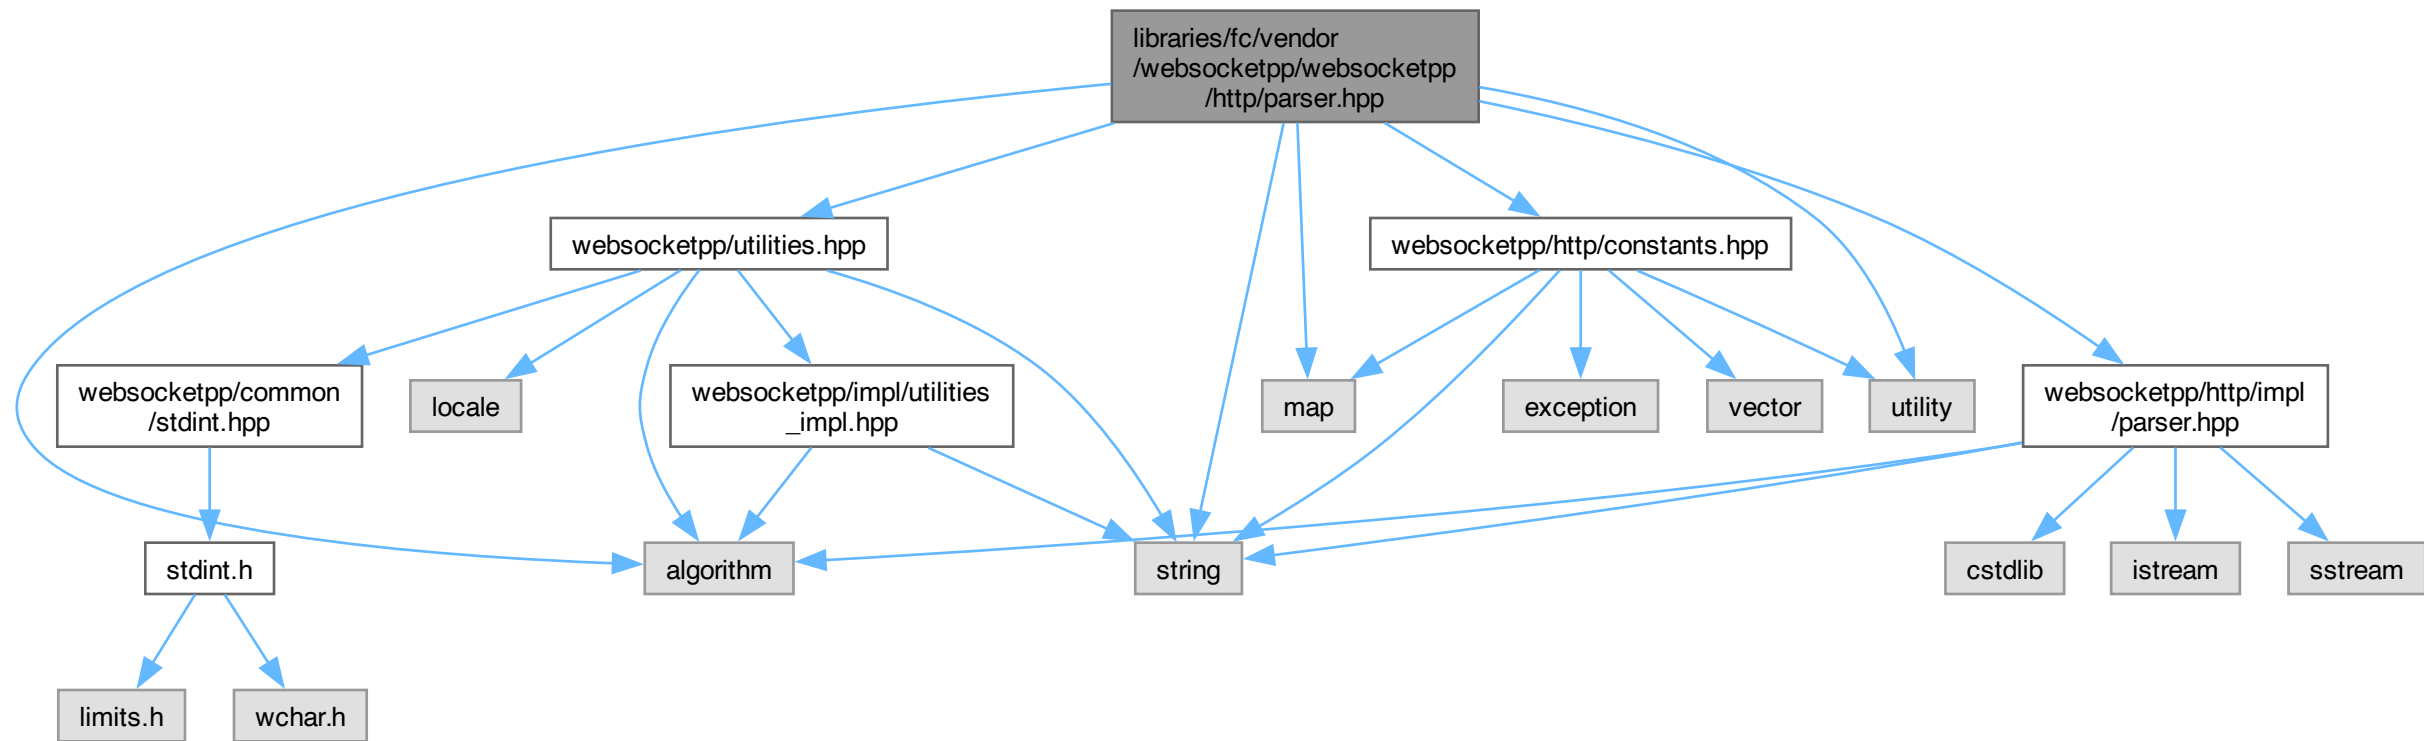 libraries/fc/vendor
/websocketpp/websocketpp
/http/parser.hpp
websocketpp/utilities.hpp
websocketpp/http/constants.hpp
websocketpp/common
/stdint.hpp
locale
websocketpp/impl/utilities
_impl.hpp
map
exception
vector
utility
websocketpp/http/impl
/parser.hpp
stdint.h
algorithm
string
cstdlib
istream
sstream
limits.h
wchar.h